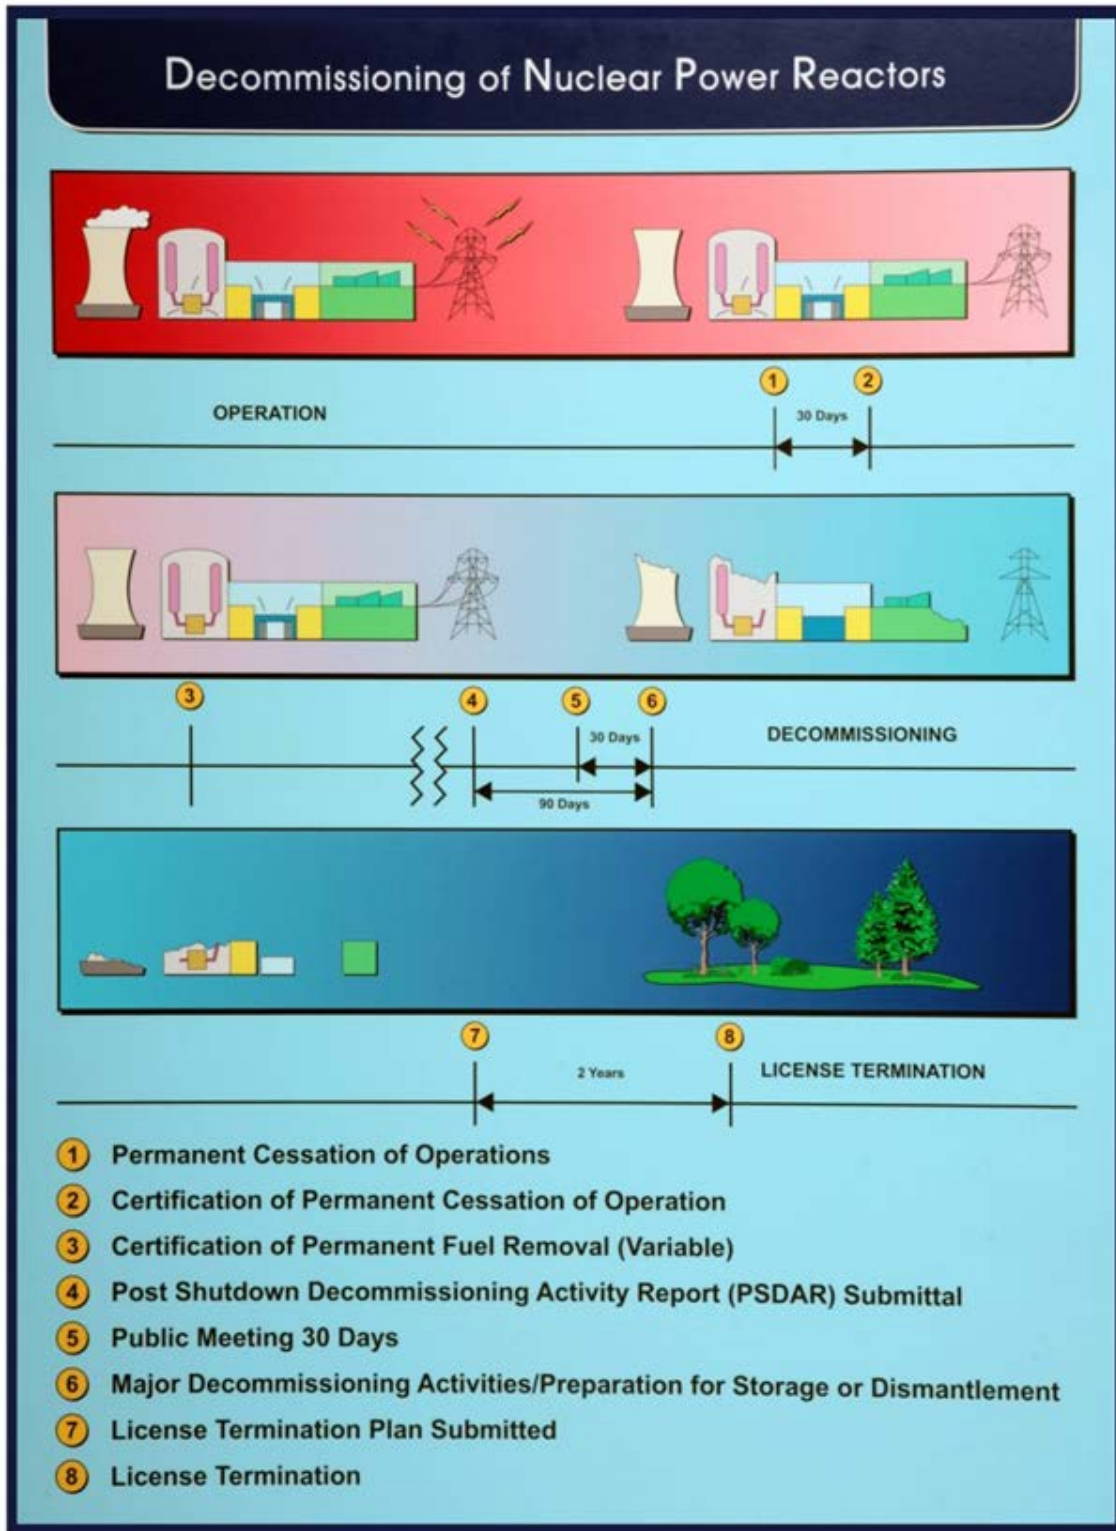 Decommissioning of Nuclear Power Reactors
1
2
OPERATION
30 Days
3
4
5
6
30 Days
DECOMMISSIONING
90 Days
7
8
2 Years
LICENSE TERMINATION
1 Permanent Cessation of Operations
2 Certification of Permanent Cessation of Operation
3 Certification of Permanent Fuel Removal (Variable)
4 Post Shutdown Decommissioning Activity Report (PSDAR) Submittal
5 Public Meeting 30 Days
6 Major Decommissioning Activities/Preparation for Storage or Dismantlement
7 License Termination Plan Submitted
8 License Termination